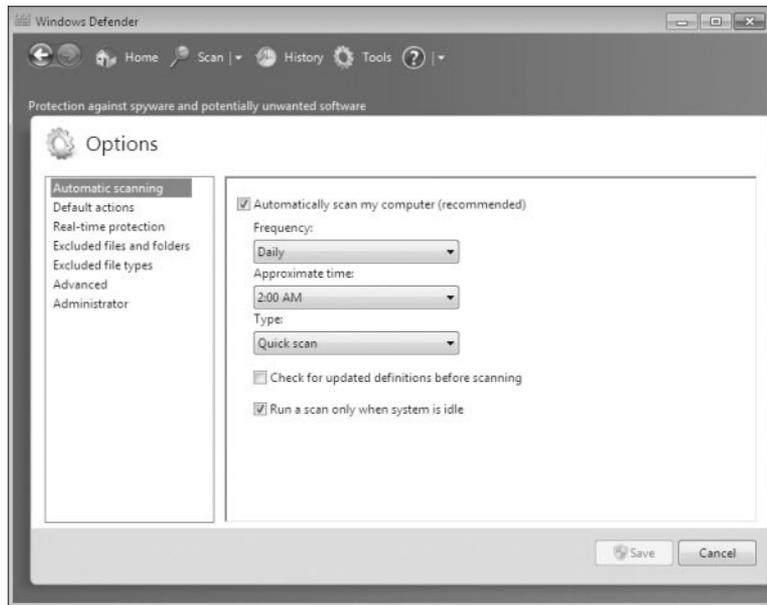 Windows Defender
Home Scan History Tools ?
Protection against spyware and potentially unwanted software
Options
Automatic scanning
Default actions
Real-time protection
Excluded files and folders
Excluded file types
Advanced
Administrator
Automatically scan my computer (recommended)
Frequency:
Daily
Approximate time:
2:00 AM
Type:
Quick scan
Check for updated definitions before scanning
Run a scan only when system is idle
Save Cancel